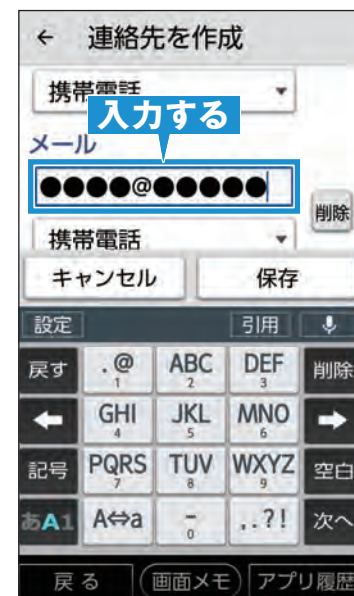 ← 連絡先を作成
携帯電話
入力する
メール
●●●●@●●●●●
削除
携帯電話
キャンセル 保存
設定 引用
戻す .@ 1 ABC 2 DEF 3 削除
← GHI 4 JKL 5 MNO 6 →
記号 PQRS 7 TUV 8 WXYZ 9 空白
あA1 A⇔a - 0 .,?! 次へ
戻る 画面メモ アプリ履歴